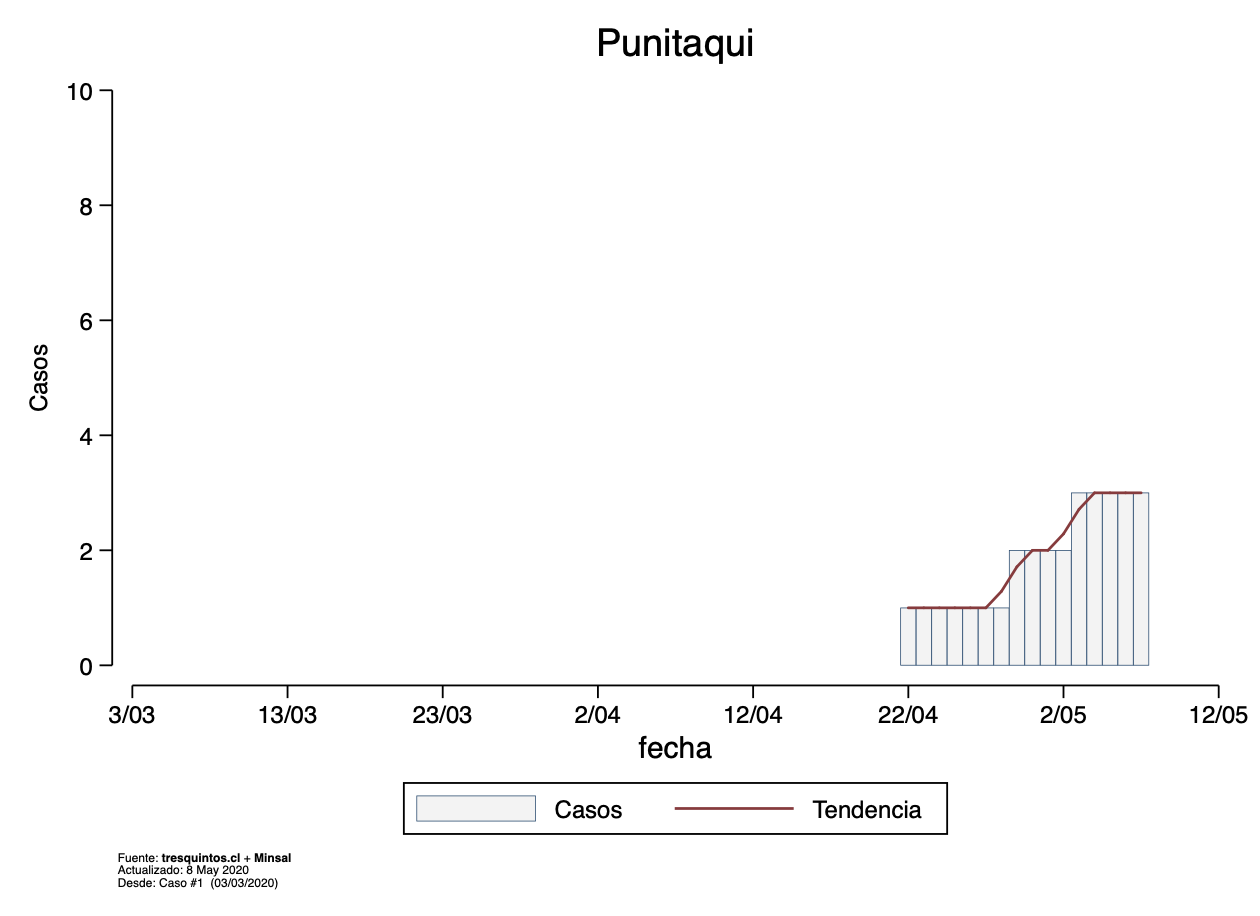 Punitaqui
10
8
6
4
2
0
Casos
3/03 13/03 23/03 2/04 12/04 22/04 2/05 12/05
fecha
Casos Tendencia
Fuente: tresquintos.cl + Minsal
Actualizado: 8 May 2020
Desde: Caso #1 (03/03/2020)